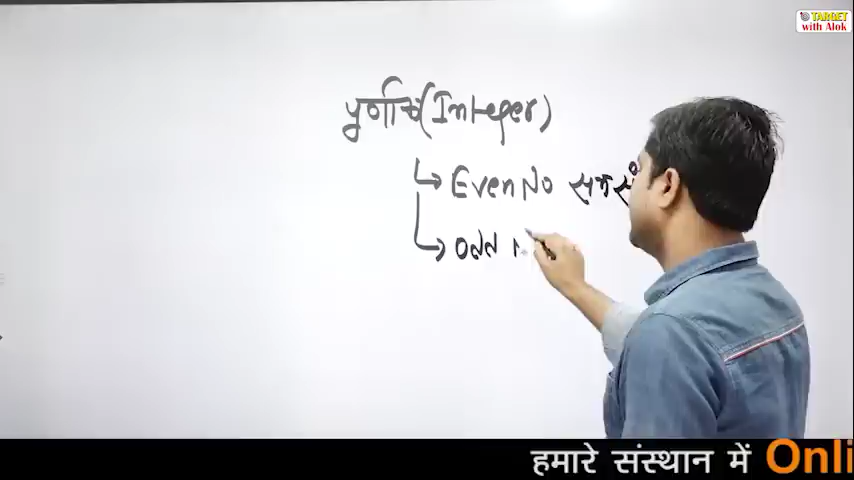 TARGET
with Alok
पूर्णांक (Integer)
Even No सम सं
odd N
हमारे संस्थान में Onli